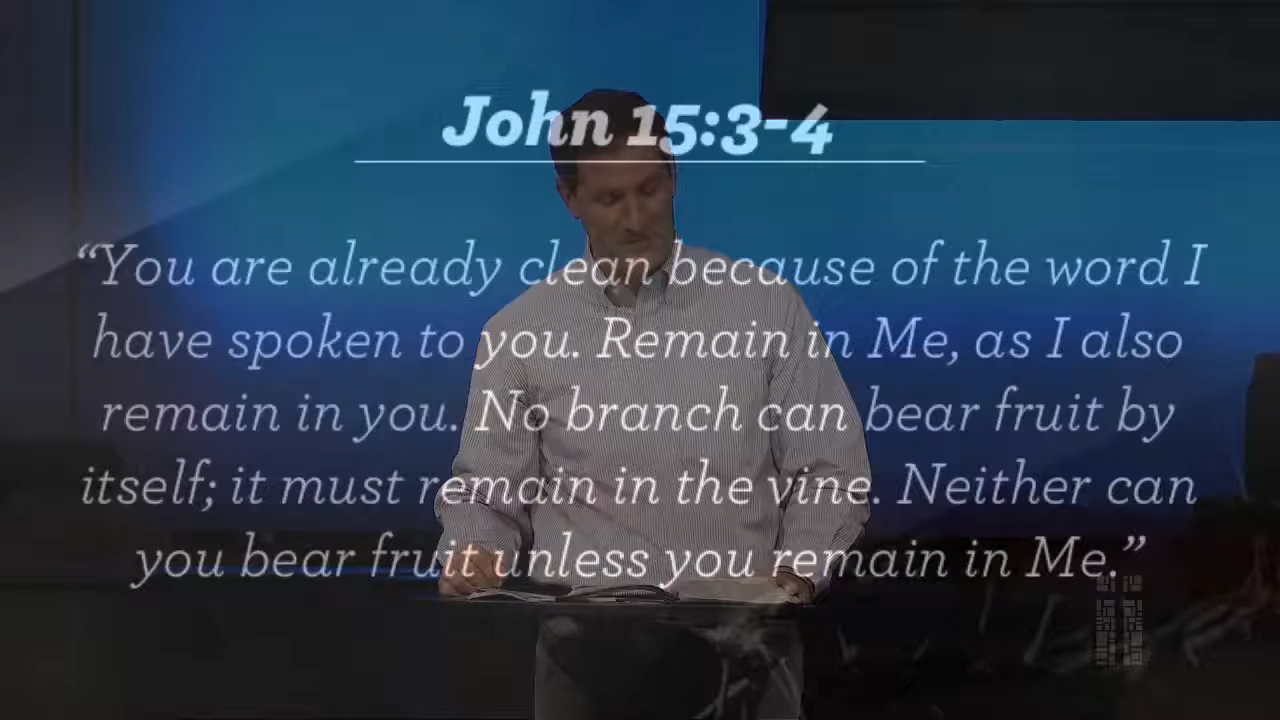 John 15:3-4
“You are already clean because of the word I
have spoken to you. Remain in Me, as I also
remain in you. No branch can bear fruit by
itself; it must remain in the vine. Neither can
you bear fruit unless you remain in Me.”